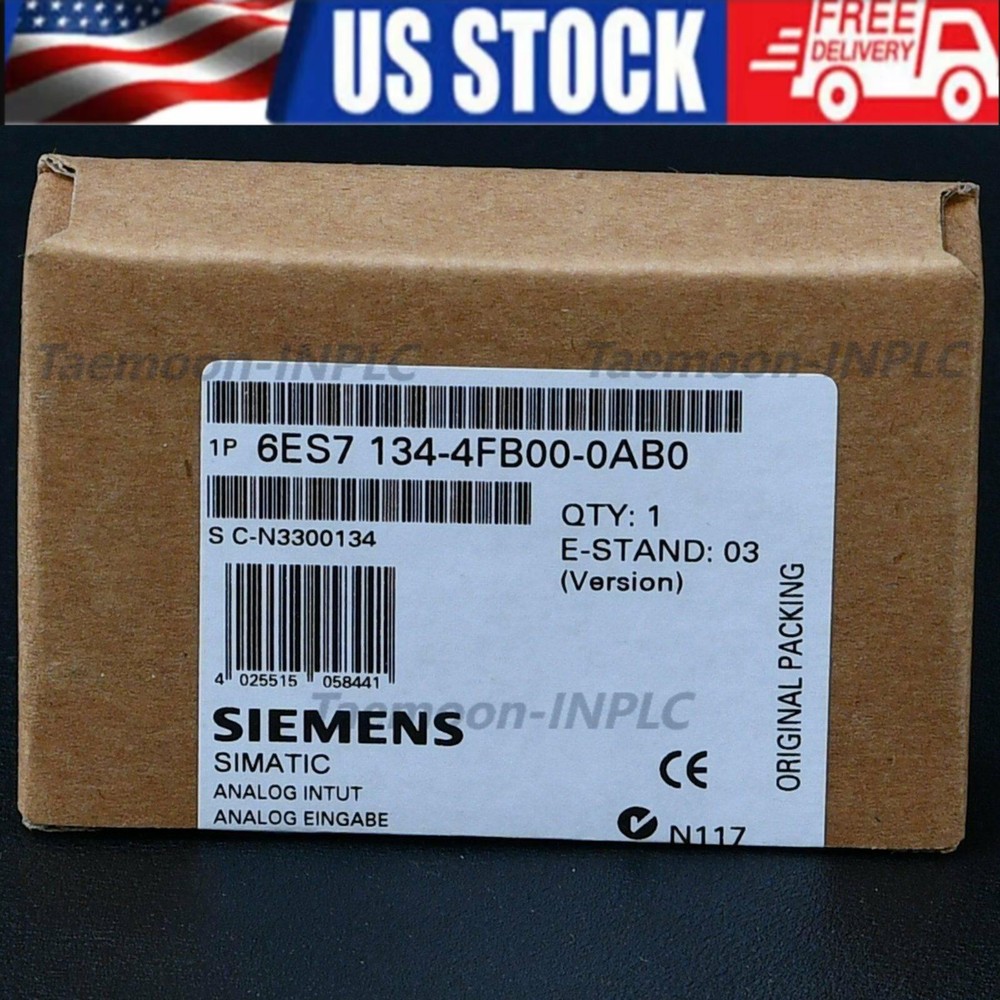 US STOCK
FREE
DELIVERY
Taemoon-INPLC Taemoon-INPLC
1P 6ES7 134-4FB00-0AB0
S C-N3300134
QTY: 1
E-STAND: 03
(Version)
ORIGINAL PACKING
4 025515 058441
Taemoon-INPLC
SIEMENS
SIMATIC
ANALOG INTUT
ANALOG EINGABE
CE
N117